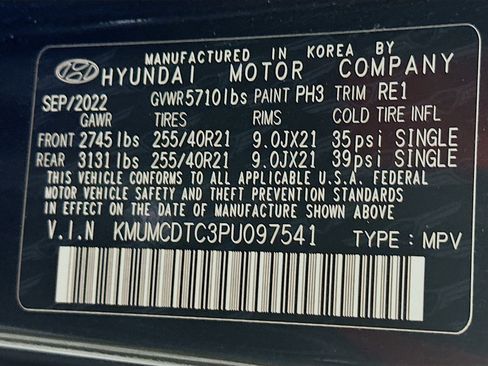 MANUFACTURED IN KOREA BY
HYUNDAI MOTOR COMPANY
SEP/2022 GVWR 5710lbs PAINT PH3 TRIM RE1
GAWR TIRES RIMS COLD TIRE INFL
FRONT 2745lbs 255/40R21 9.0JX21 35psi SINGLE
REAR 3131lbs 255/40R21 9.0JX21 39psi SINGLE
THIS VEHICLE CONFORMS TO ALL APPLICABLE U.S.A. FEDERAL
MOTOR VEHICLE SAFETY AND THEFT PREVENTION STANDARDS
IN EFFECT ON THE DATE OF MANUFACTURE SHOWN ABOVE.
V.I.N KMUMCDTC3PU097541 TYPE : MPV